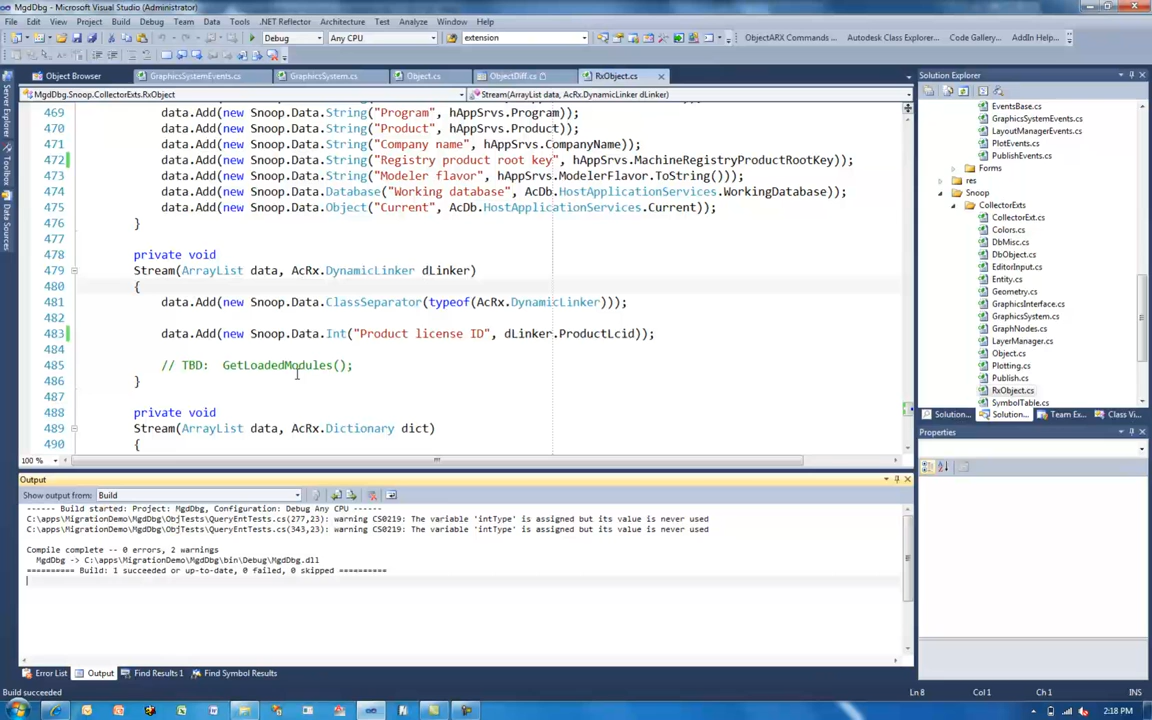 MgdDbg - Microsoft Visual Studio (Administrator)
File Edit View Project Build Debug Team Data Tools .NET Reflector Architecture Test Analyze Window Help
Debug Any CPU extension ObjectARX Commands ... Autodesk Class Explorer... Code Gallery... AddIn Help...
Object Browser GraphicsSystemEvents.cs GraphicsSystem.cs Object.cs ObjectDiff.cs RxObject.cs
MgdDbg.Snoop.CollectorExts.RxObject Stream(ArrayList data, AcRx.DynamicLinker dLinker)
469 data.Add(new Snoop.Data.String("Program", hAppSrvs.Program));
470 data.Add(new Snoop.Data.String("Product", hAppSrvs.Product));
471 data.Add(new Snoop.Data.String("Company name", hAppSrvs.CompanyName));
472 data.Add(new Snoop.Data.String("Registry product root key", hAppSrvs.MachineRegistryProductRootKey));
473 data.Add(new Snoop.Data.String("Modeler flavor", hAppSrvs.ModelerFlavor.ToString()));
474 data.Add(new Snoop.Data.Database("Working database", AcDb.HostApplicationServices.WorkingDatabase));
475 data.Add(new Snoop.Data.Object("Current", AcDb.HostApplicationServices.Current));
476 }
477
478 private void
479 Stream(ArrayList data, AcRx.DynamicLinker dLinker)
480 {
481 data.Add(new Snoop.Data.ClassSeparator(typeof(AcRx.DynamicLinker)));
482
483 data.Add(new Snoop.Data.Int("Product license ID", dLinker.ProductLcid));
484
485 // TBD: GetLoadedModules();
486 }
487
488 private void
489 Stream(ArrayList data, AcRx.Dictionary dict)
490 {
100 %
Server Explorer
Toolbox
Data Sources
Solution Explorer
EventsBase.cs
GraphicsSystemEvents.cs
LayoutManagerEvents.cs
PlotEvents.cs
PublishEvents.cs
Forms
res
Snoop
CollectorExts
CollectorExt.cs
Colors.cs
DbMisc.cs
DbObject.cs
EditorInput.cs
Entity.cs
Geometry.cs
GraphicsInterface.cs
GraphicsSystem.cs
GraphNodes.cs
LayerManager.cs
Object.cs
Plotting.cs
Publish.cs
RxObject.cs
SymbolTable.cs
Solution... Solution... Team Ex... Class Vi...
Properties
Output
Show output from: Build
------ Build started: Project: MgdDbg, Configuration: Debug Any CPU ------
C:\apps\MigrationDemo\MgdDbg\ObjTests\QueryEntTests.cs(277,23): warning CS0219: The variable 'intType' is assigned but its value is never used
C:\apps\MigrationDemo\MgdDbg\ObjTests\QueryEntTests.cs(343,23): warning CS0219: The variable 'intType' is assigned but its value is never used
Compile complete -- 0 errors, 2 warnings
MgdDbg -> C:\apps\MigrationDemo\MgdDbg\bin\Debug\MgdDbg.dll
========== Build: 1 succeeded or up-to-date, 0 failed, 0 skipped ==========
Error List Output Find Results 1 Find Symbol Results
Build succeeded Ln 8 Col 1 Ch 1 INS
2:18 PM